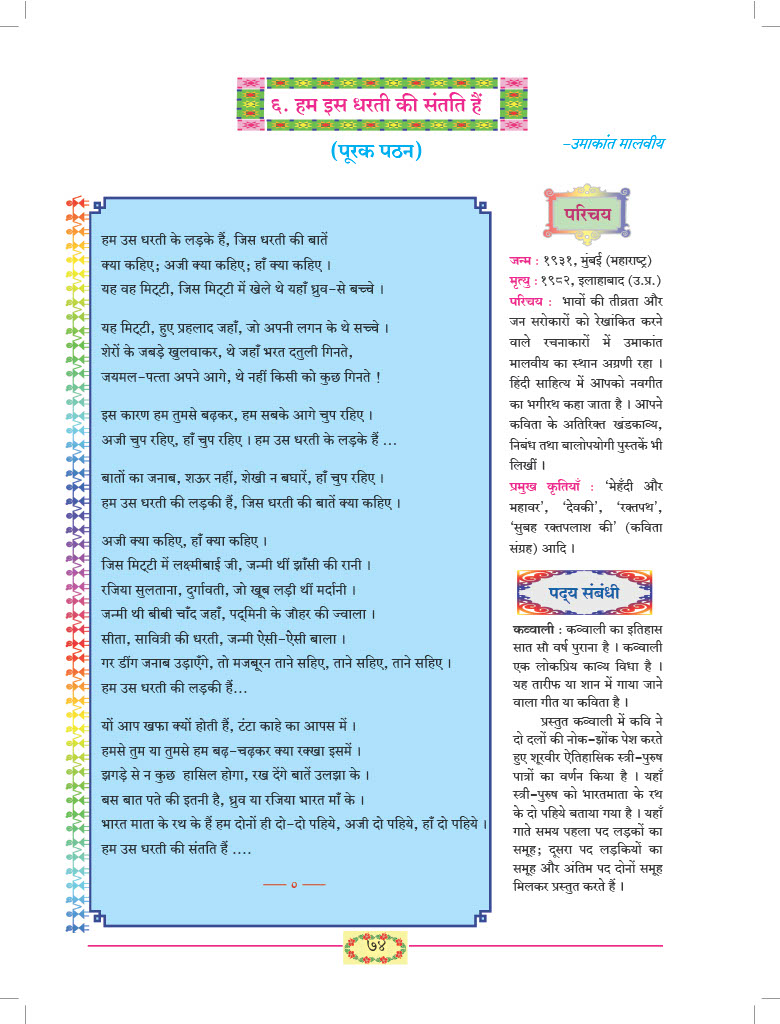 ६. हम इस धरती की संतति हैं
(पूरक पठन)
-उमाकांत मालवीय
हम उस धरती के लड़के हैं, जिस धरती की बातें
क्या कहिए; अजी क्या कहिए; हाँ क्या कहिए ।
यह वह मिट्टी, जिस मिट्टी में खेले थे यहाँ ध्रुव-से बच्चे ।
यह मिट्टी, हुए प्रहलाद जहाँ, जो अपनी लगन के थे सच्चे ।
शेरों के जबड़े खुलवाकर, थे जहाँ भरत दतुली गिनते,
जयमल-पत्ता अपने आगे, थे नहीं किसी को कुछ गिनते !
इस कारण हम तुमसे बढ़कर, हम सबके आगे चुप रहिए ।
अजी चुप रहिए, हाँ चुप रहिए । हम उस धरती के लड़के हैं ...
बातों का जनाब, शऊर नहीं, शेखी न बघारें, हाँ चुप रहिए ।
हम उस धरती की लड़की हैं, जिस धरती की बातें क्या कहिए ।
अजी क्या कहिए, हाँ क्या कहिए ।
जिस मिट्टी में लक्ष्मीबाई जी, जन्मी थीं झाँसी की रानी ।
रजिया सुलताना, दुर्गावती, जो खूब लड़ी थीं मर्दानी ।
जन्मी थी बीबी चाँद जहाँ, पद्मिनी के जौहर की ज्वाला ।
सीता, सावित्री की धरती, जन्मी ऐसी-ऐसी बाला ।
गर डींग जनाब उड़ाएँगे, तो मजबूरन ताने सहिए, ताने सहिए, ताने सहिए ।
हम उस धरती की लड़की हैं...
यों आप खफा क्यों होती हैं, टंटा काहे का आपस में ।
हमसे तुम या तुमसे हम बढ़-चढ़कर क्या रक्खा इसमें ।
झगड़े से न कुछ हासिल होगा, रख देंगे बातें उलझा के ।
बस बात पते की इतनी है, ध्रुव या रजिया भारत माँ के ।
भारत माता के रथ के हैं हम दोनों ही दो-दो पहिये, अजी दो पहिये, हाँ दो पहिये ।
हम उस धरती की संतति हैं ....
परिचय
जन्म : १९३१, मुंबई (महाराष्ट्र)
मृत्यु : १९८२, इलाहाबाद (उ.प्र.)
परिचय : भावों की तीव्रता और
जन सरोकारों को रेखांकित करने
वाले रचनाकारों में उमाकांत
मालवीय का स्थान अग्रणी रहा ।
हिंदी साहित्य में आपको नवगीत
का भगीरथ कहा जाता है । आपने
कविता के अतिरिक्त खंडकाव्य,
निबंध तथा बालोपयोगी पुस्तकें भी
लिखीं ।
प्रमुख कृतियाँ : ‘मेहँदी और
महावर’, ‘देवकी’, ‘रक्तपथ’,
‘सुबह रक्तपलाश की’ (कविता
संग्रह) आदि ।
पद्य संबंधी
कव्वाली : कव्वाली का इतिहास
सात सौ वर्ष पुराना है । कव्वाली
एक लोकप्रिय काव्य विधा है ।
यह तारीफ या शान में गाया जाने
वाला गीत या कविता है ।
प्रस्तुत कव्वाली में कवि ने
दो दलों की नोक-झोंक पेश करते
हुए शूरवीर ऐतिहासिक स्त्री-पुरुष
पात्रों का वर्णन किया है । यहाँ
स्त्री-पुरुष को भारतमाता के रथ
के दो पहिये बताया गया है । यहाँ
गाते समय पहला पद लड़कों का
समूह; दूसरा पद लड़कियों का
समूह और अंतिम पद दोनों समूह
मिलकर प्रस्तुत करते हैं ।
७४